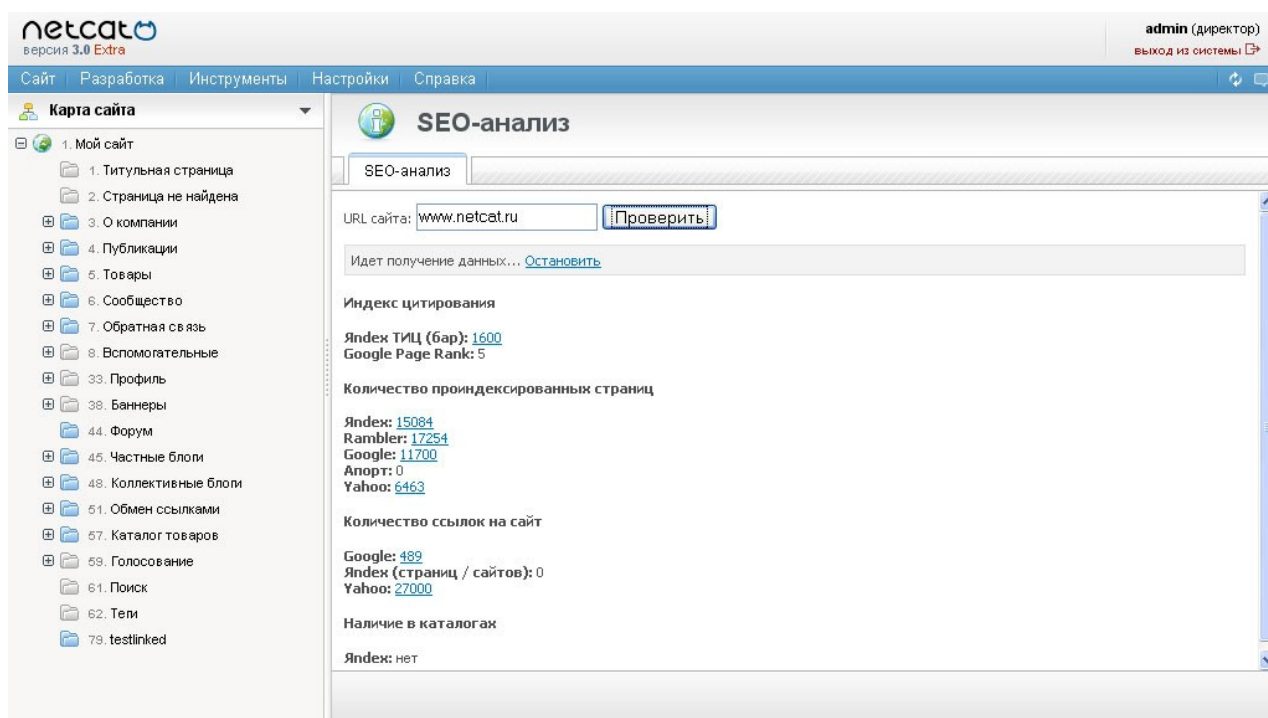 netcat
версия 3.0 Extra
admin (директор)
выход из системы
Сайт Разработка Инструменты Настройки Справка
Карта сайта
1. Мой сайт
1. Титульная страница
2. Страница не найдена
3. О компании
4. Публикации
5. Товары
6. Сообщество
7. Обратная связь
8. Вспомогательные
33. Профиль
38. Баннеры
44. Форум
45. Частные блоги
48. Коллективные блоги
51. Обмен ссылками
57. Каталог товаров
59. Голосование
61. Поиск
62. Теги
79. testlinked
SEO-анализ
SEO-анализ
URL сайта: www.netcat.ru Проверить
Идет получение данных... Остановить
Индекс цитирования
Яndex ТИЦ (бар): 1600
Google Page Rank: 5
Количество проиндексированных страниц
Яndex: 15084
Rambler: 17254
Google: 11700
Апорт: 0
Yahoo: 6463
Количество ссылок на сайт
Google: 489
Яndex (страниц / сайтов): 0
Yahoo: 27000
Наличие в каталогах
Яndex: нет